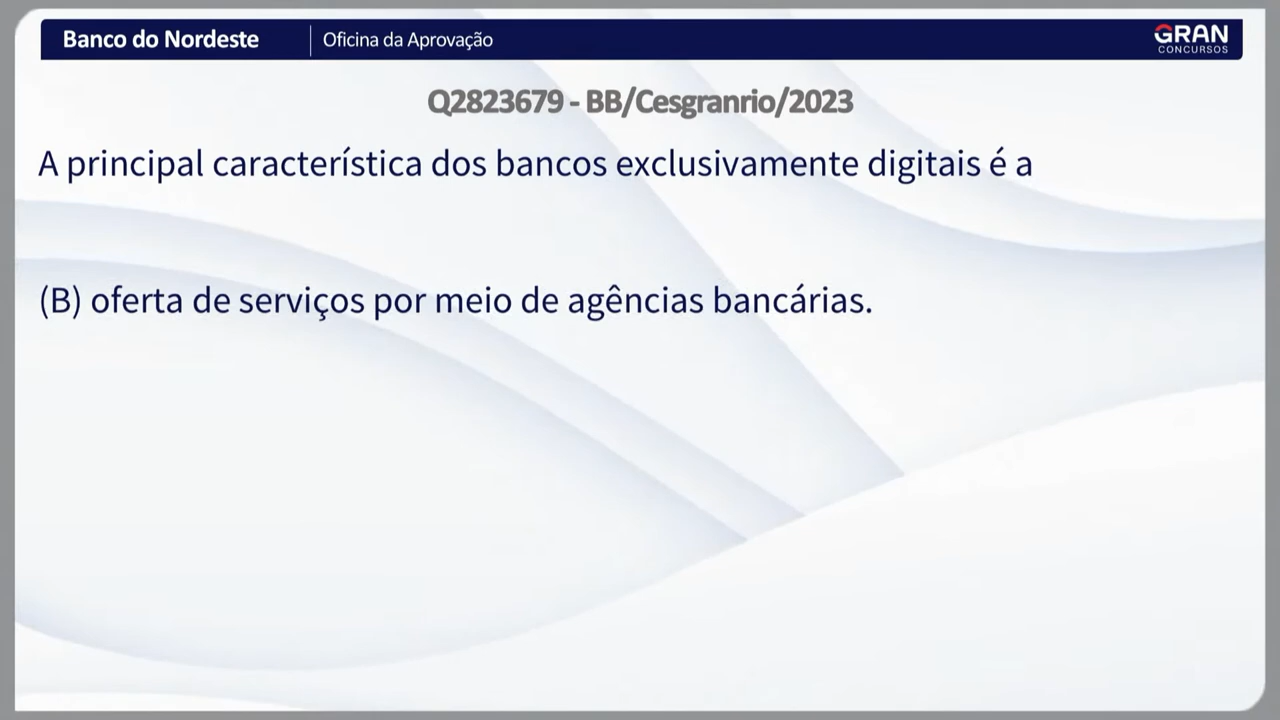 Banco do Nordeste
Oficina da Aprovação
GRAN
CONCURSOS
Q2823679 - BB/Cesgranrio/2023
A principal característica dos bancos exclusivamente digitais é a
(B) oferta de serviços por meio de agências bancárias.